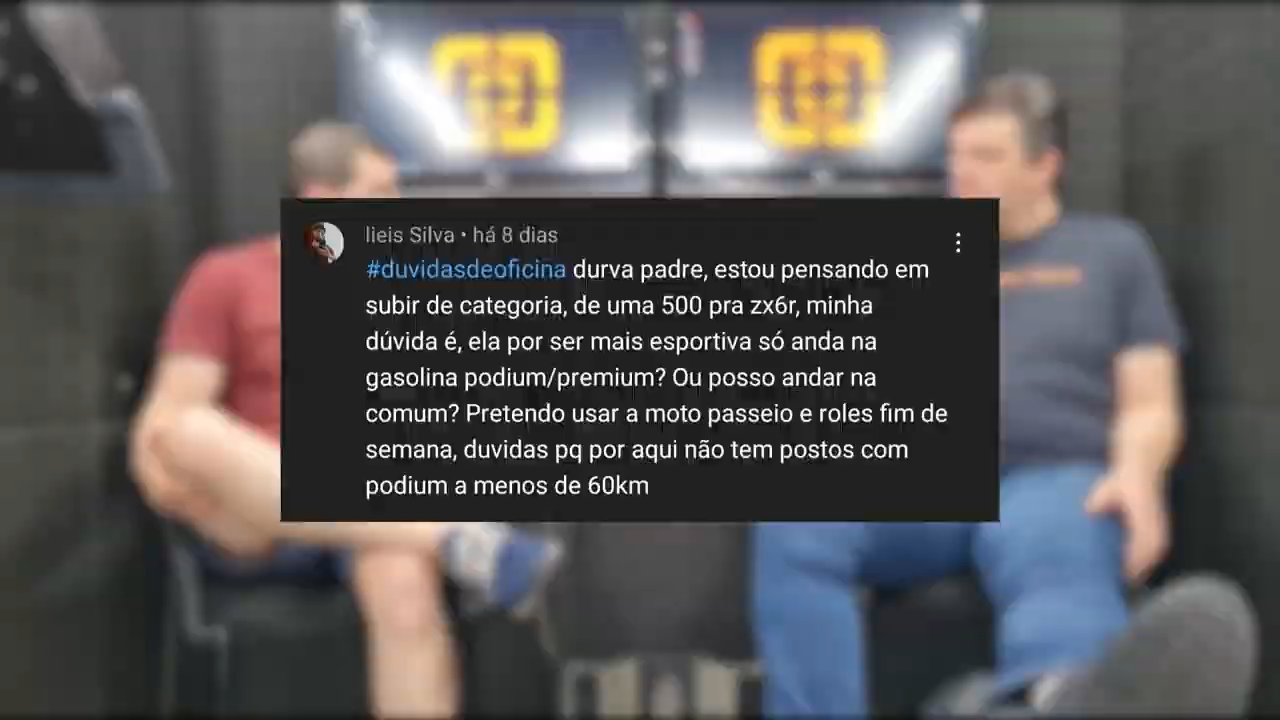 lieis Silva • há 8 dias
#duvidasdeoficina durva padre, estou pensando em
subir de categoria, de uma 500 pra zx6r, minha
dúvida é, ela por ser mais esportiva só anda na
gasolina podium/premium? Ou posso andar na
comum? Pretendo usar a moto passeio e roles fim de
semana, duvidas pq por aqui não tem postos com
podium a menos de 60km